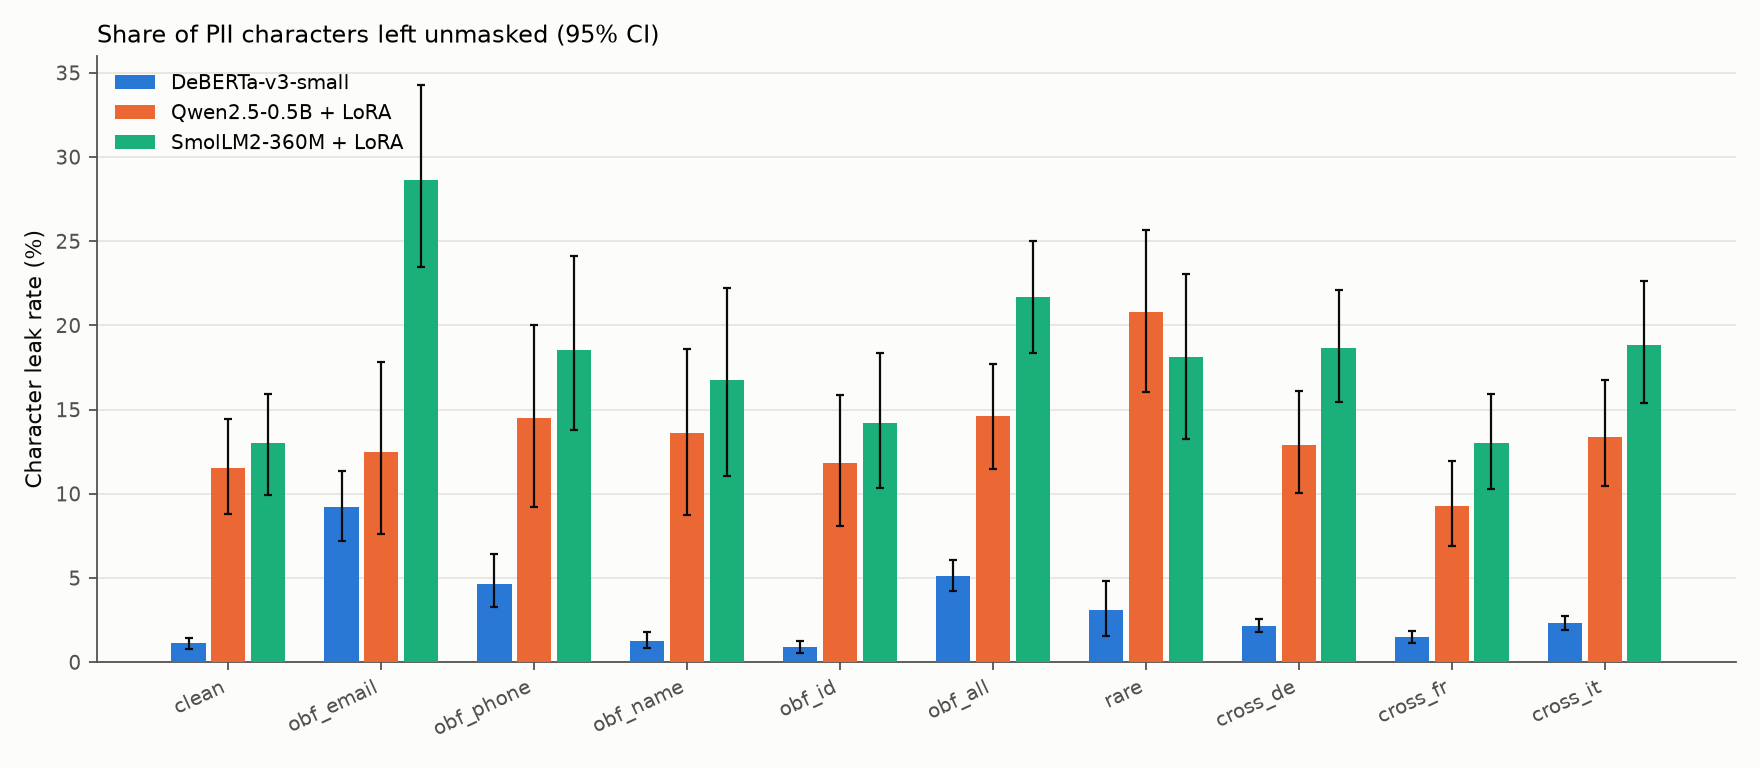 Share of PII characters left unmasked (95% CI)
DeBERTa-v3-small
Qwen2.5-0.5B + LoRA
SmolLM2-360M + LoRA
Character leak rate (%)
35
30
25
20
15
10
5
0
clean
obf_email
obf_phone
obf_name
obf_id
obf_all
rare
cross_de
cross_fr
cross_it